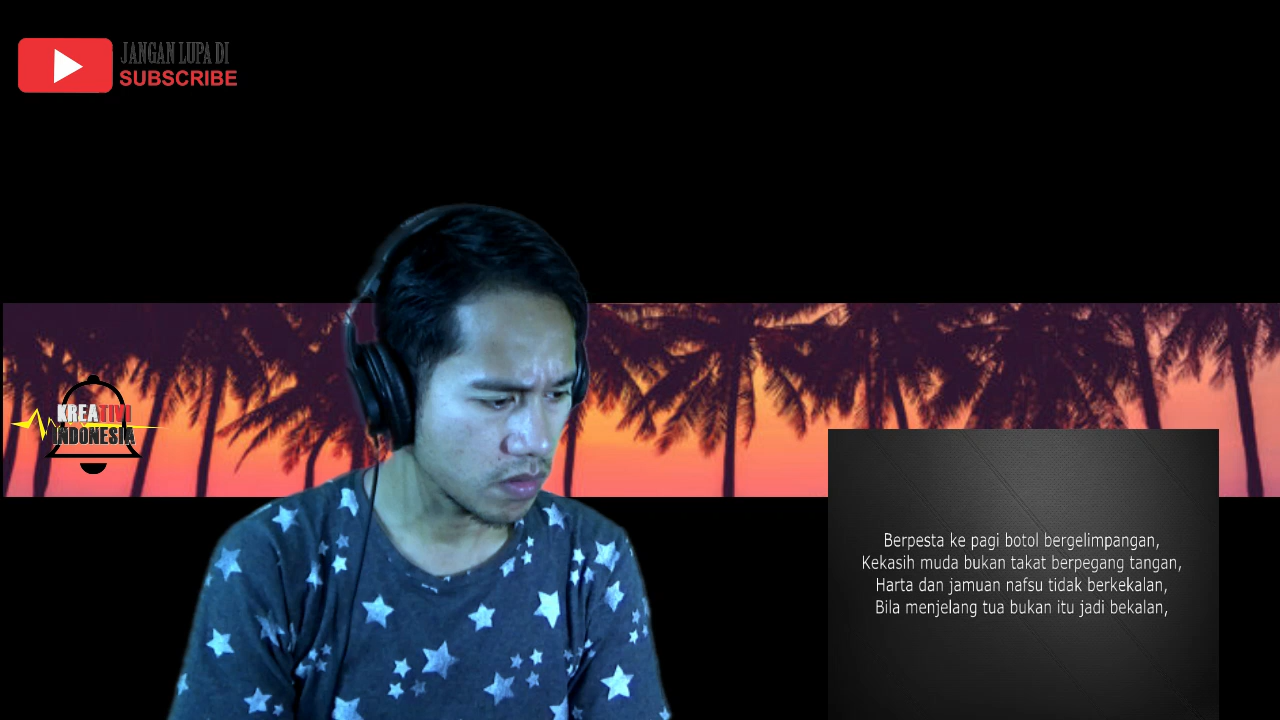 JANGAN LUPA DI
SUBSCRIBE
KREATIVI
INDONESIA
Berpesta ke pagi botol bergelimpangan,
Kekasih muda bukan takat berpegang tangan,
Harta dan jamuan nafsu tidak berkekalan,
Bila menjelang tua bukan itu jadi bekalan,